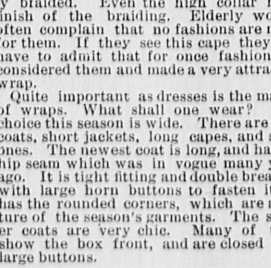 y braided. Even the high collar
finish of the braiding. Elderly wo
often complain that no fashions are
for them. If they see this cape they
have to admit that for once fashion
considered them and made a very attra
wrap.
Quite important as dresses is the ma
of wraps. What shall one wear?
choice this season is wide. There are
coats, short jackets, long capes, and
ones. The newest coat is long, and ha
hip seam which was in vogue many
ago. It is tight fitting and double brea
with large horn buttons to fasten it
has the rounded corners, which are
ture of the season's garments. The s
er coats are very chic. Many of
show the box front, and are closed
large buttons.